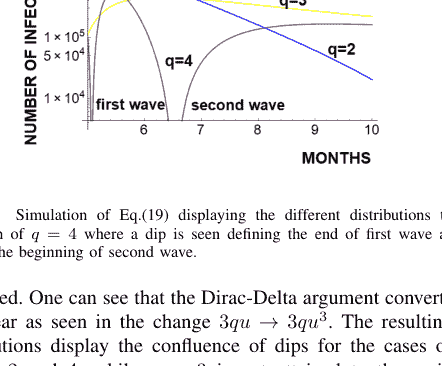 q=3
1×10⁵
5×10⁴
q=2
q=4
1×10⁴
first wave second wave
NUMBER OF INFEC
6 7 8 9 10
MONTHS
Simulation of Eq.(19) displaying the different distributions
of q = 4 where a dip is seen defining the end of first wave
he beginning of second wave.
ed. One can see that the Dirac-Delta argument convert
ear as seen in the change 3qu → 3qu³. The resultin
utions display the confluence of dips for the cases o